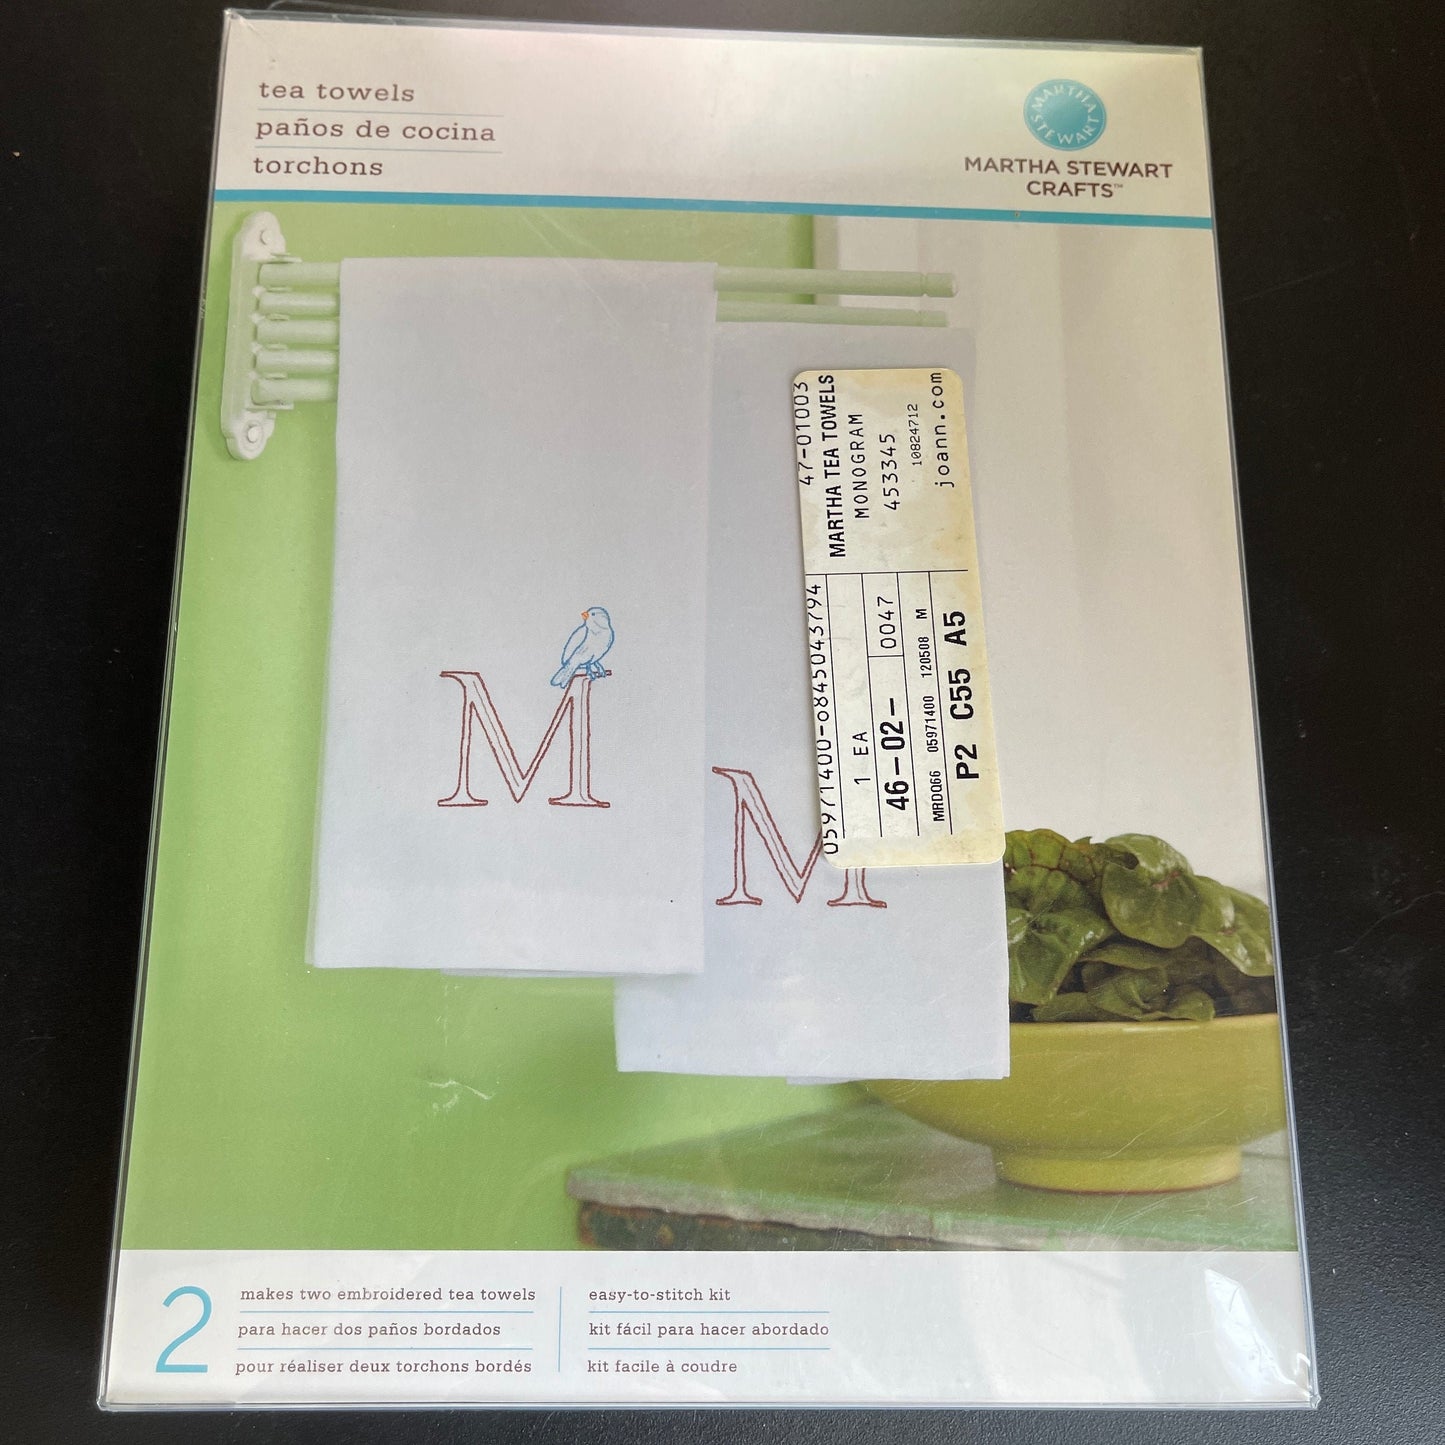 tea towels
paños de cocina
torchons
MARTHA STEWART
MARTHA STEWART
CRAFTS™
47-01003
MARTHA TEA TOWELS
MONOGRAM
453345
10824712
joann.com
05971400-0845043794
1 EA
46-02- 0047
MRDQ66 05971400 120508 M
P2 C55 A5
M
M
2
makes two embroidered tea towels
para hacer dos paños bordados
pour réaliser deux torchons bordés
easy-to-stitch kit
kit fácil para hacer abordado
kit facile à coudre